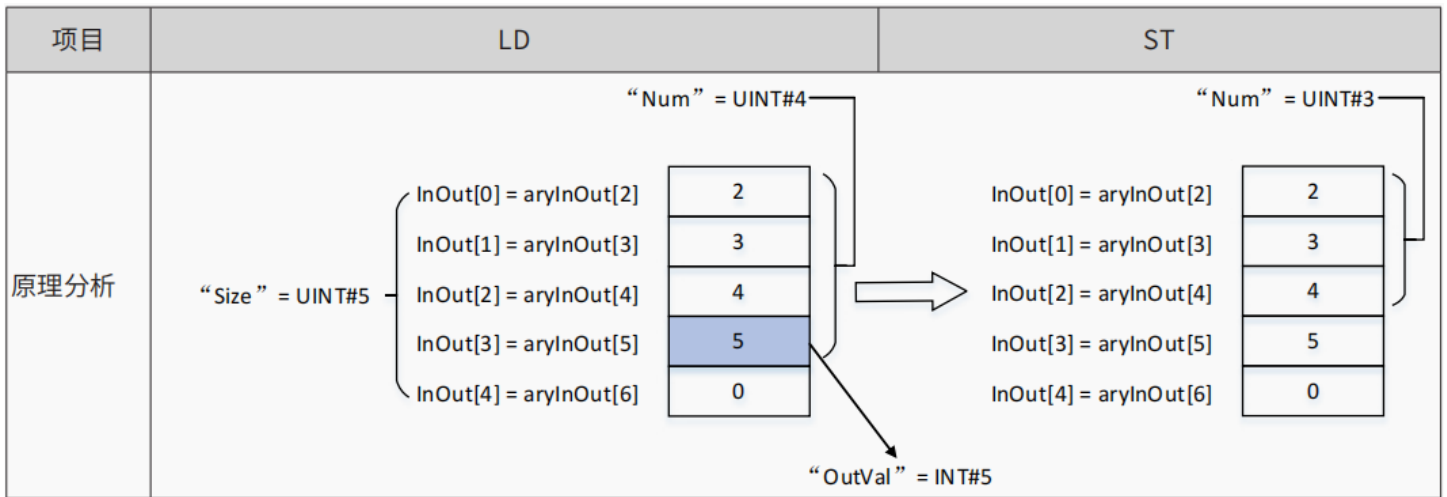 项目 LD ST
“Num” = UINT#4 “Num” = UINT#3
InOut[0] = aryInOut[2] 2 InOut[0] = aryInOut[2] 2
InOut[1] = aryInOut[3] 3 InOut[1] = aryInOut[3] 3
原理分析 “Size” = UINT#5 InOut[2] = aryInOut[4] 4 InOut[2] = aryInOut[4] 4
InOut[3] = aryInOut[5] 5 InOut[3] = aryInOut[5] 5
InOut[4] = aryInOut[6] 0 InOut[4] = aryInOut[6] 0
“OutVal” = INT#5